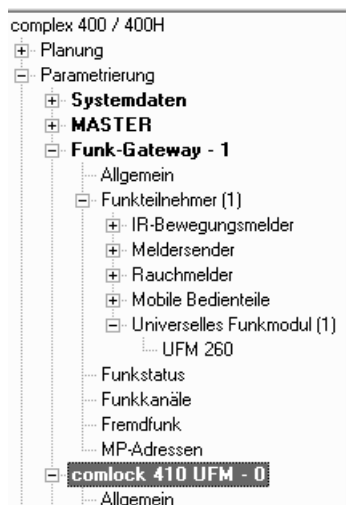 complex 400 / 400H
Planung
Parametrierung
Systemdaten
MASTER
Funk-Gateway - 1
Allgemein
Funkteilnehmer (1)
IR-Bewegungsmelder
Meldersender
Rauchmelder
Mobile Bedienteile
Universelles Funkmodul (1)
UFM 260
Funkstatus
Funkkanäle
Fremdfunk
MP-Adressen
comlock 410 UFM - 0
Allgemein